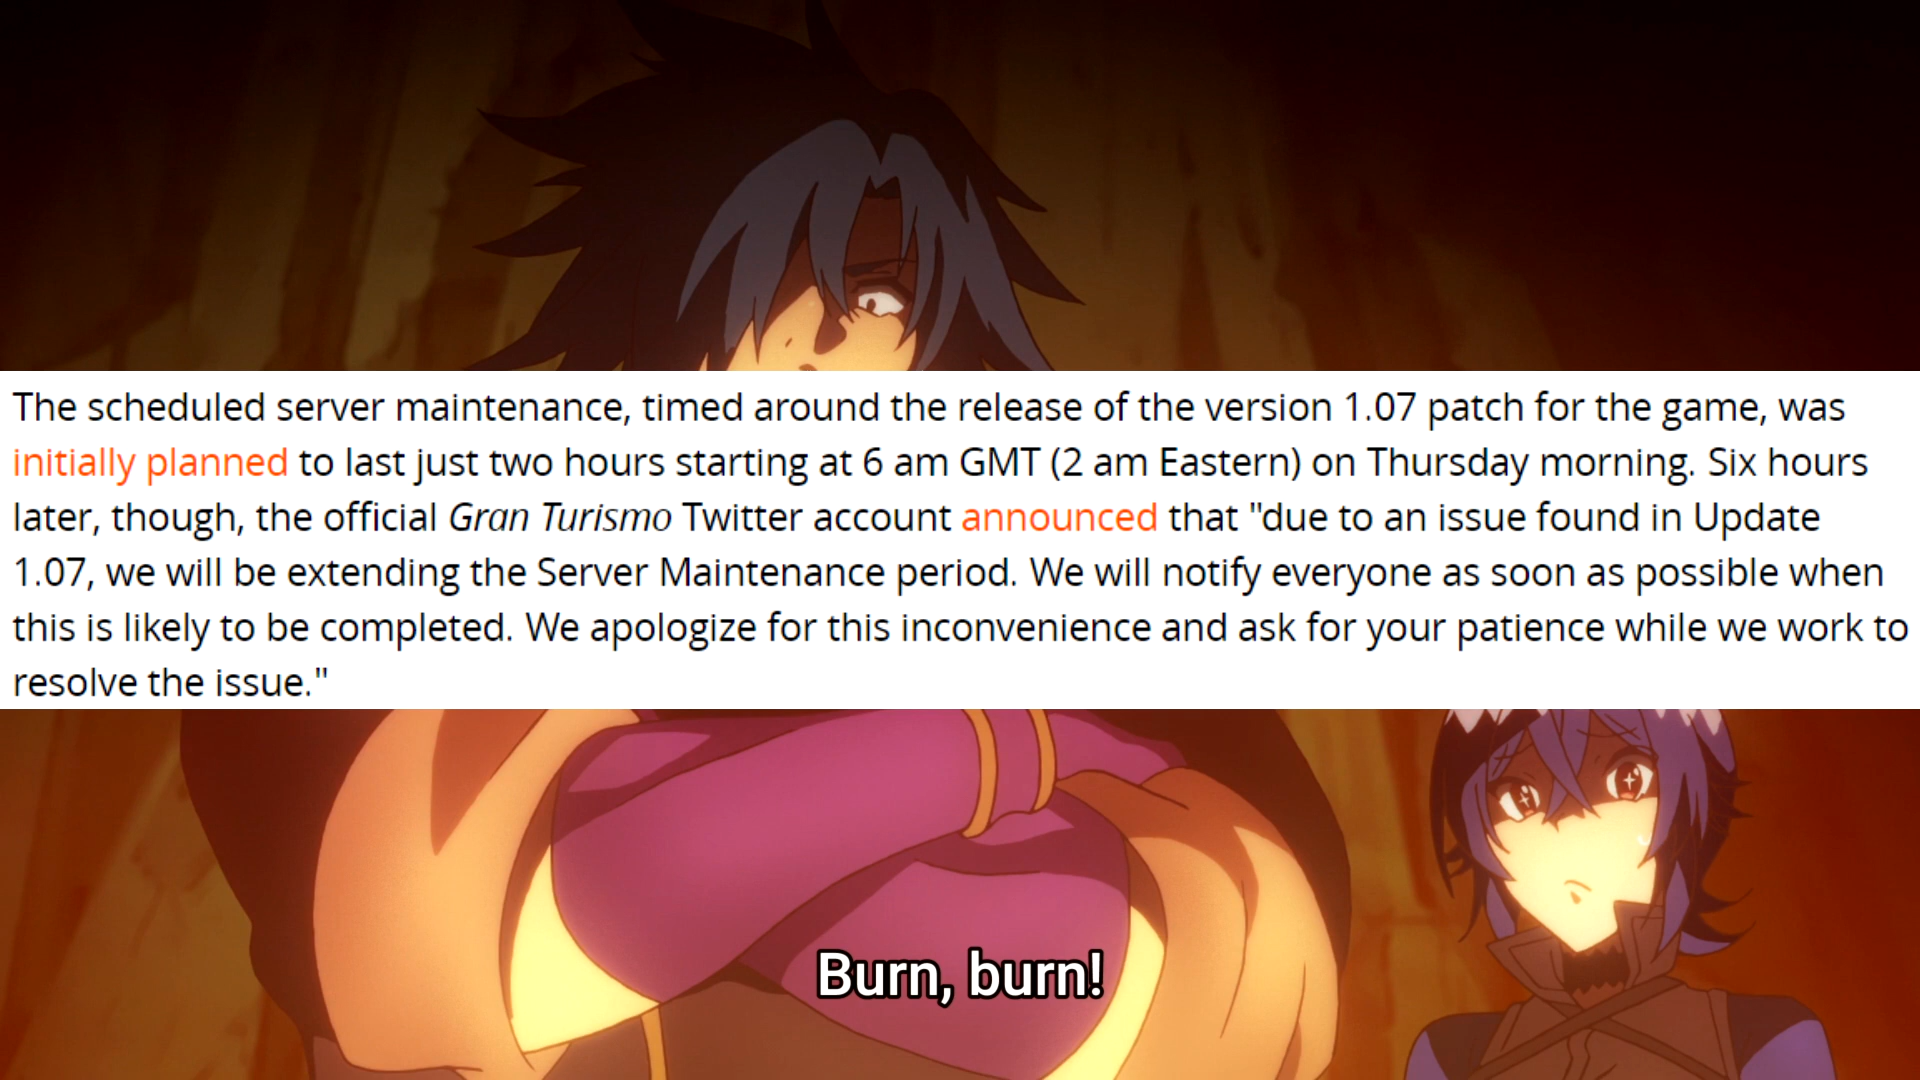 The scheduled server maintenance, timed around the release of the version 1.07 patch for the game, was
initially planned to last just two hours starting at 6 am GMT (2 am Eastern) on Thursday morning. Six hours
later, though, the official Gran Turismo Twitter account announced that "due to an issue found in Update
1.07, we will be extending the Server Maintenance period. We will notify everyone as soon as possible when
this is likely to be completed. We apologize for this inconvenience and ask for your patience while we work to
resolve the issue."
Burn, burn!